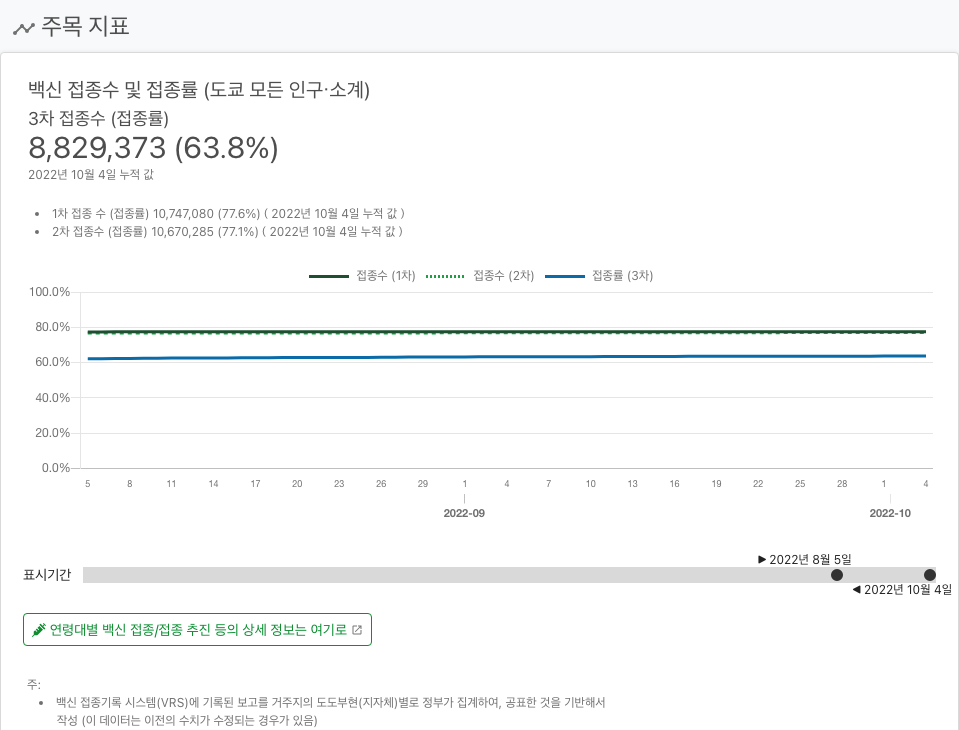 주목 지표
백신 접종수 및 접종률 (도쿄 모든 인구·소계)
3차 접종수 (접종률)
8,829,373 (63.8%)
2022년 10월 4일 누적 값
• 1차 접종 수 (접종률) 10,747,080 (77.6%) ( 2022년 10월 4일 누적 값 )
• 2차 접종수 (접종률) 10,670,285 (77.1%) ( 2022년 10월 4일 누적 값 )
접종수 (1차) 접종수 (2차) 접종률 (3차)
100.0%
80.0%
60.0%
40.0%
20.0%
0.0%
5 8 11 14 17 20 23 26 29 1 4 7 10 13 16 19 22 25 28 1 4
2022-09 2022-10
▶ 2022년 8월 5일
표시기간
◀ 2022년 10월 4일
연령대별 백신 접종/접종 추진 등의 상세 정보는 여기로
주:
• 백신 접종기록 시스템(VRS)에 기록된 보고를 거주지의 도도부현(지자체)별로 정부가 집계하여, 공표한 것을 기반해서
작성 (이 데이터는 이전의 수치가 수정되는 경우가 있음)